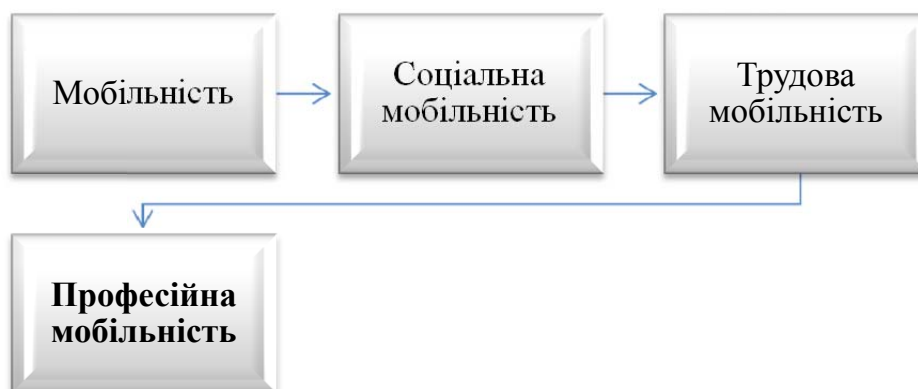 Мобільність
Соціальна
мобільність
Трудова
мобільність
Професійна
мобільність